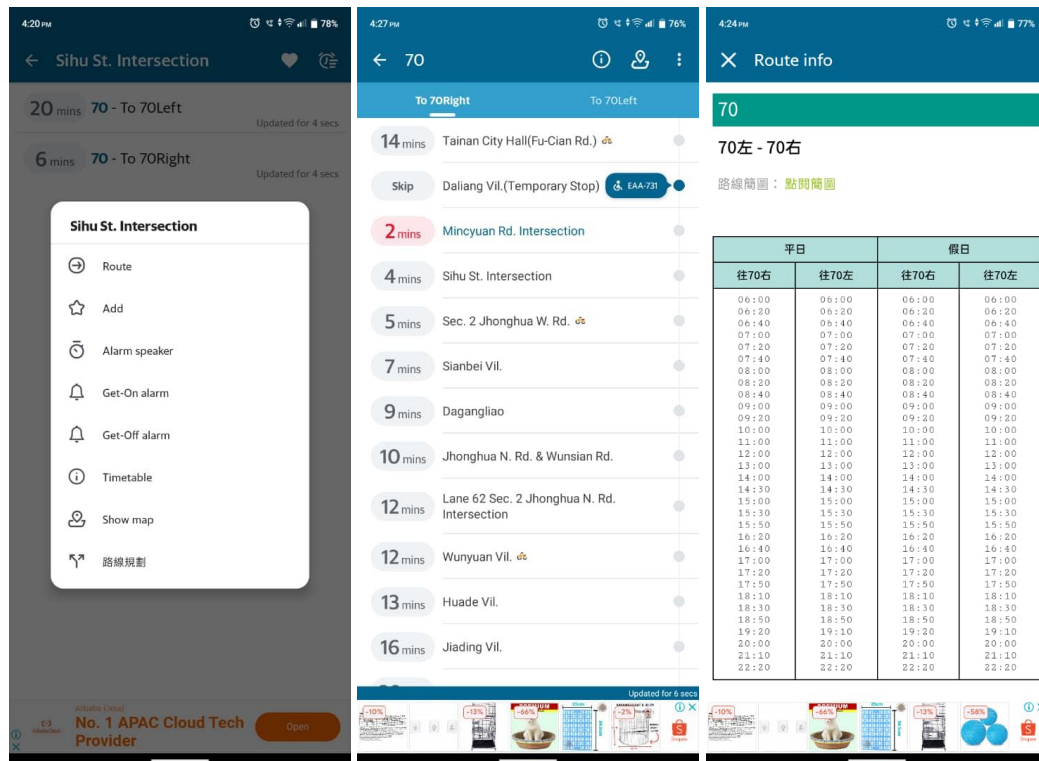 4:20 PM
78%
Sihu St. Intersection
20 mins 70 - To 70Left
Updated for 4 secs
6 mins 70 - To 70Right
Updated for 4 secs
Sihu St. Intersection
Route
Add
Alarm speaker
Get-On alarm
Get-Off alarm
Timetable
Show map
路線規劃
No. 1 APAC Cloud Tech
Provider
Open
4:27 PM
76%
70
To 70Right To 70Left
14 mins Tainan City Hall(Fu-Cian Rd.)
Skip Daliang Vil.(Temporary Stop) EAA-731
2 mins Mincyuan Rd. Intersection
4 mins Sihu St. Intersection
5 mins Sec. 2 Jhonghua W. Rd.
7 mins Sianbei Vil.
9 mins Dagangliao
10 mins Jhonghua N. Rd. & Wunsian Rd.
12 mins Lane 62 Sec. 2 Jhonghua N. Rd.
Intersection
12 mins Wunyuan Vil.
13 mins Huade Vil.
16 mins Jiading Vil.
Updated for 6 secs
-10% -13% -66% -2%
4:24 PM
77%
Route info
70
70左 - 70右
路線簡圖： 點閱簡圖
平日 假日
往70右 往70左 往70右 往70左
06:00 06:00 06:00 06:00
06:20 06:20 06:20 06:20
06:40 06:40 06:40 06:40
07:00 07:00 07:00 07:00
07:20 07:20 07:20 07:20
07:40 07:40 07:40 07:40
08:00 08:00 08:00 08:00
08:20 08:20 08:20 08:20
08:40 08:40 08:40 08:40
09:00 09:00 09:00 09:00
09:20 09:20 09:20 09:20
10:00 10:00 10:00 10:00
11:00 11:00 11:00 11:00
12:00 12:00 12:00 12:00
13:00 13:00 13:00 13:00
14:00 14:00 14:00 14:00
14:30 14:30 14:30 14:30
15:00 15:00 15:00 15:00
15:30 15:30 15:30 15:30
15:50 15:50 15:50 15:50
16:20 16:20 16:20 16:20
16:40 16:40 16:40 16:40
17:00 17:00 17:00 17:00
17:20 17:20 17:20 17:20
17:50 17:50 17:50 17:50
18:10 18:10 18:10 18:10
18:30 18:30 18:30 18:30
18:50 18:50 18:50 18:50
19:20 19:10 19:20 19:10
20:00 20:00 20:00 20:00
21:10 21:10 21:10 21:10
22:20 22:20 22:20 22:20
-10% -66% -13% -58%